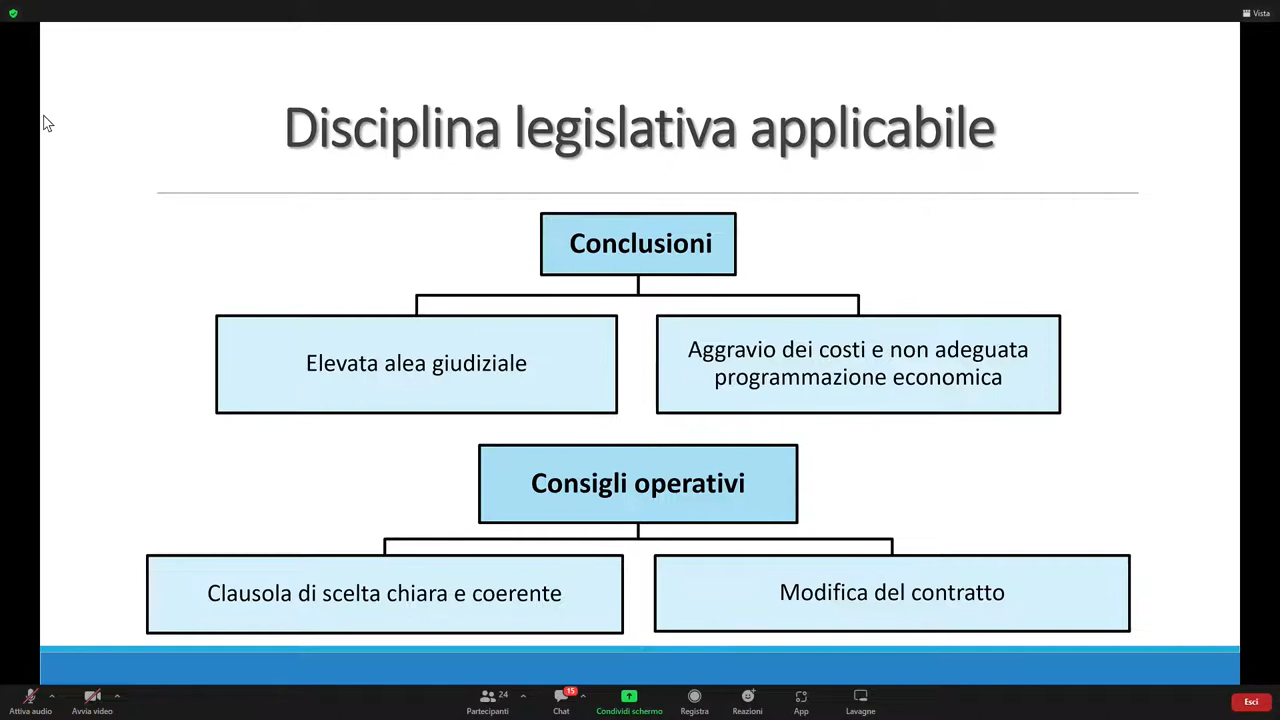 Vista
Disciplina legislativa applicabile
Conclusioni
Elevata alea giudiziale
Aggravio dei costi e non adeguata
programmazione economica
Consigli operativi
Clausola di scelta chiara e coerente
Modifica del contratto
Attiva audio
Avvia video
24
Partecipanti
15
Chat
Condividi schermo
Registra
Reazioni
App
Lavagne
Esci